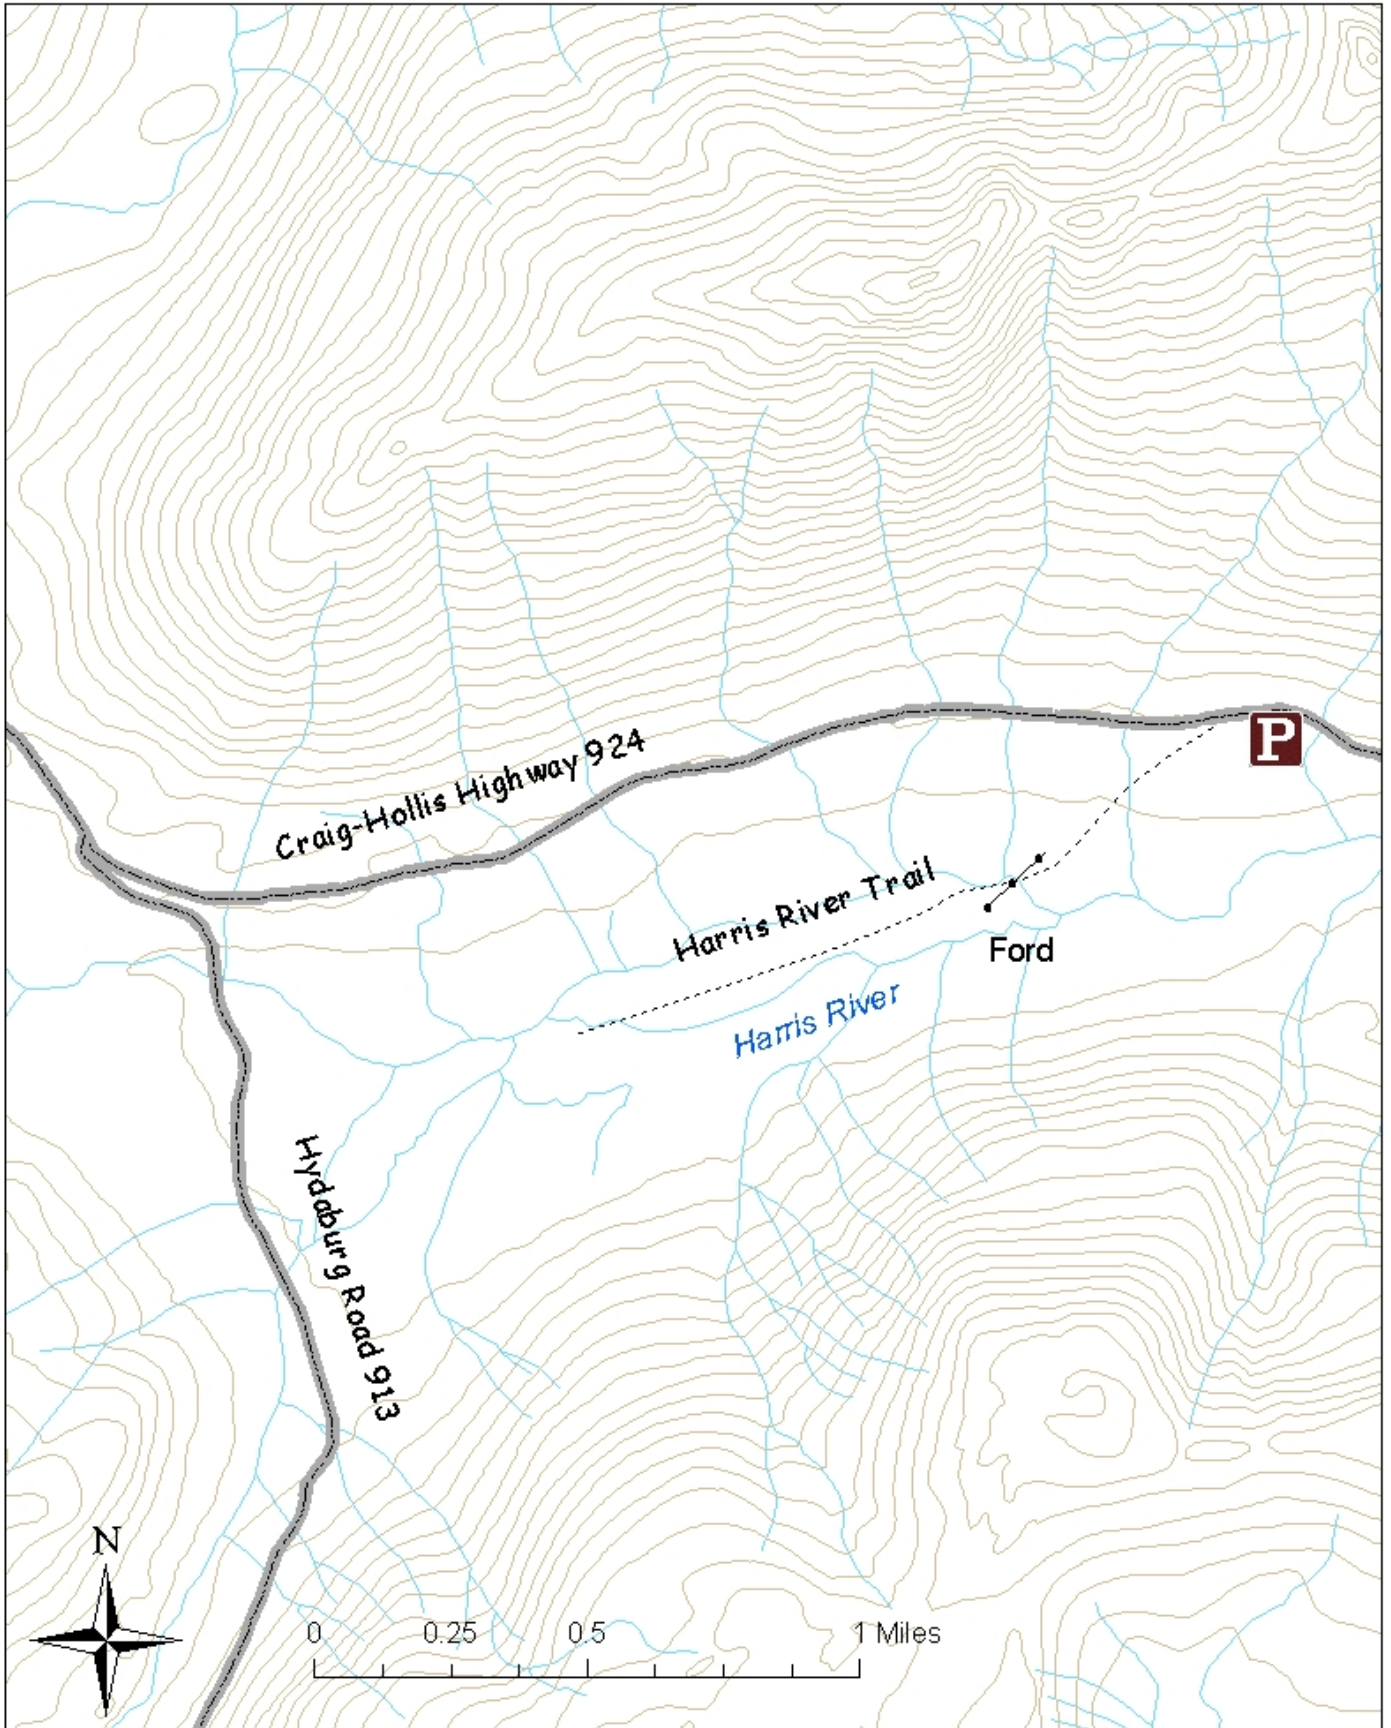 Craig-Hollis Highway 924
P
Harris River Trail
Ford
Harris River
Hydaburg Road 913
N
0 0.25 0.5 1 Miles